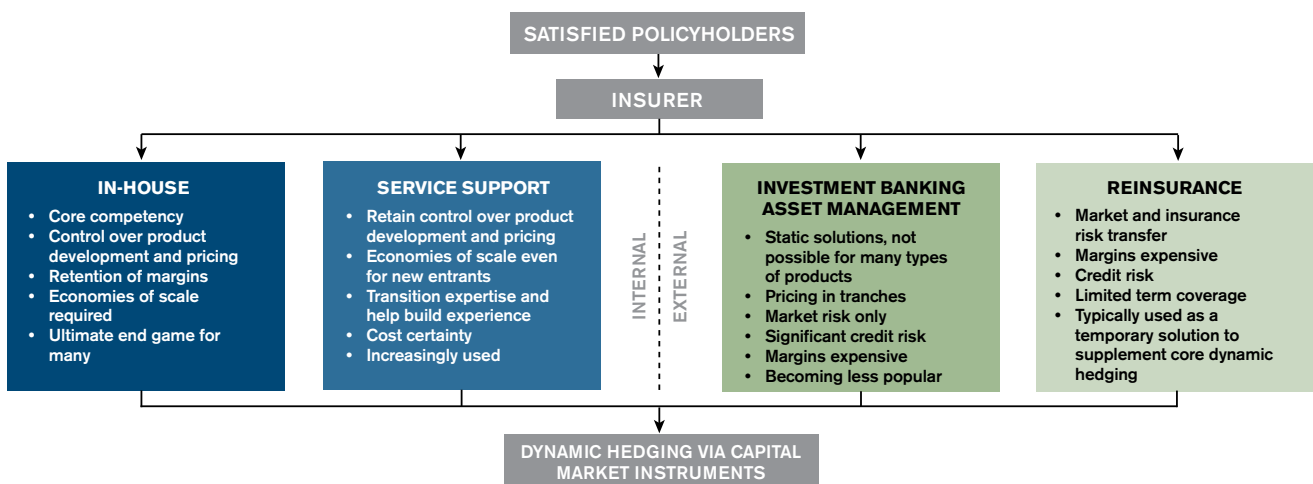 SATISFIED POLICYHOLDERS
INSURER
IN-HOUSE
• Core competency
• Control over product
development and pricing
• Retention of margins
• Economies of scale
required
• Ultimate end game for
many
SERVICE SUPPORT
• Retain control over product
development and pricing
• Economies of scale even
for new entrants
• Transition expertise and
help build experience
• Cost certainty
• Increasingly used
INTERNAL
EXTERNAL
INVESTMENT BANKING
ASSET MANAGEMENT
• Static solutions, not
possible for many types
of products
• Pricing in tranches
• Market risk only
• Significant credit risk
• Margins expensive
• Becoming less popular
REINSURANCE
• Market and insurance
risk transfer
• Margins expensive
• Credit risk
• Limited term coverage
• Typically used as a
temporary solution to
supplement core dynamic
hedging
DYNAMIC HEDGING VIA CAPITAL
MARKET INSTRUMENTS